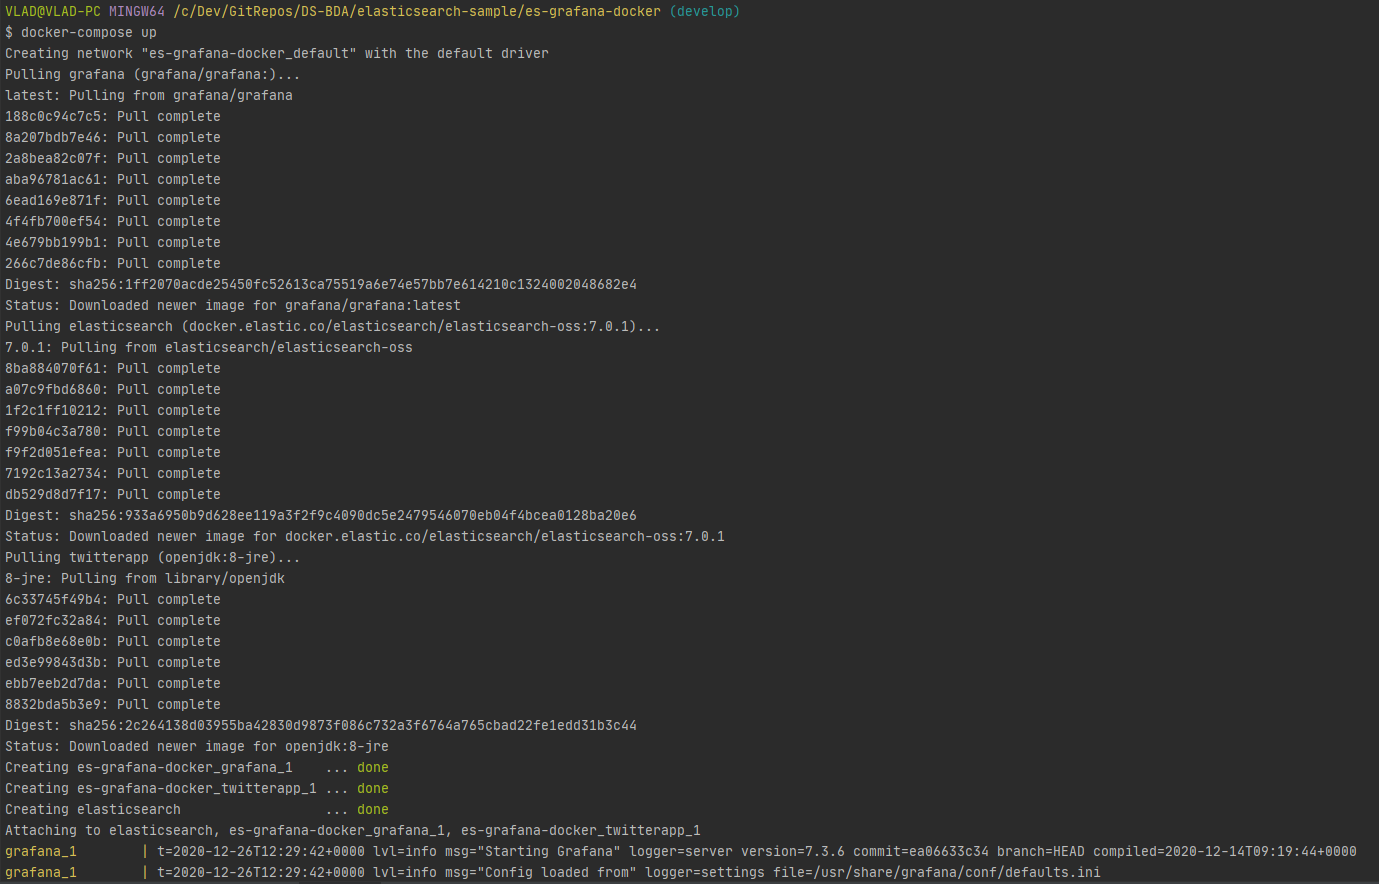 VLAD@VLAD-PC MINGW64 /c/Dev/GitRepos/DS-BDA/elasticsearch-sample/es-grafana-docker (develop)
$ docker-compose up
Creating network "es-grafana-docker_default" with the default driver
Pulling grafana (grafana/grafana:)...
latest: Pulling from grafana/grafana
188c0c94c7c5: Pull complete
8a207bdb7e46: Pull complete
2a8bea82c07f: Pull complete
aba96781ac61: Pull complete
6ead169e871f: Pull complete
4f4fb700ef54: Pull complete
4e679bb199b1: Pull complete
266c7de86cfb: Pull complete
Digest: sha256:1ff2070acde25450fc52613ca75519a6e74e57bb7e614210c1324002048682e4
Status: Downloaded newer image for grafana/grafana:latest
Pulling elasticsearch (docker.elastic.co/elasticsearch/elasticsearch-oss:7.0.1)...
7.0.1: Pulling from elasticsearch/elasticsearch-oss
8ba884070f61: Pull complete
a07c9fbd6860: Pull complete
1f2c1ff10212: Pull complete
f99b04c3a780: Pull complete
f9f2d051efea: Pull complete
7192c13a2734: Pull complete
db529d8d7f17: Pull complete
Digest: sha256:933a6950b9d628ee119a3f2f9c4090dc5e2479546070eb04f4bcea0128ba20e6
Status: Downloaded newer image for docker.elastic.co/elasticsearch/elasticsearch-oss:7.0.1
Pulling twitterapp (openjdk:8-jre)...
8-jre: Pulling from library/openjdk
6c33745f49b4: Pull complete
ef072fc32a84: Pull complete
c0afb8e68e0b: Pull complete
ed3e99843d3b: Pull complete
ebb7eeb2d7da: Pull complete
8832bda5b3e9: Pull complete
Digest: sha256:2c264138d03955ba42830d9873f086c732a3f6764a765cbad22fe1edd31b3c44
Status: Downloaded newer image for openjdk:8-jre
Creating es-grafana-docker_grafana_1    ... done
Creating es-grafana-docker_twitterapp_1 ... done
Creating elasticsearch                  ... done
Attaching to elasticsearch, es-grafana-docker_grafana_1, es-grafana-docker_twitterapp_1
grafana_1        | t=2020-12-26T12:29:42+0000 lvl=info msg="Starting Grafana" logger=server version=7.3.6 commit=ea06633c34 branch=HEAD compiled=2020-12-14T09:19:44+0000
grafana_1        | t=2020-12-26T12:29:42+0000 lvl=info msg="Config loaded from" logger=settings file=/usr/share/grafana/conf/defaults.ini